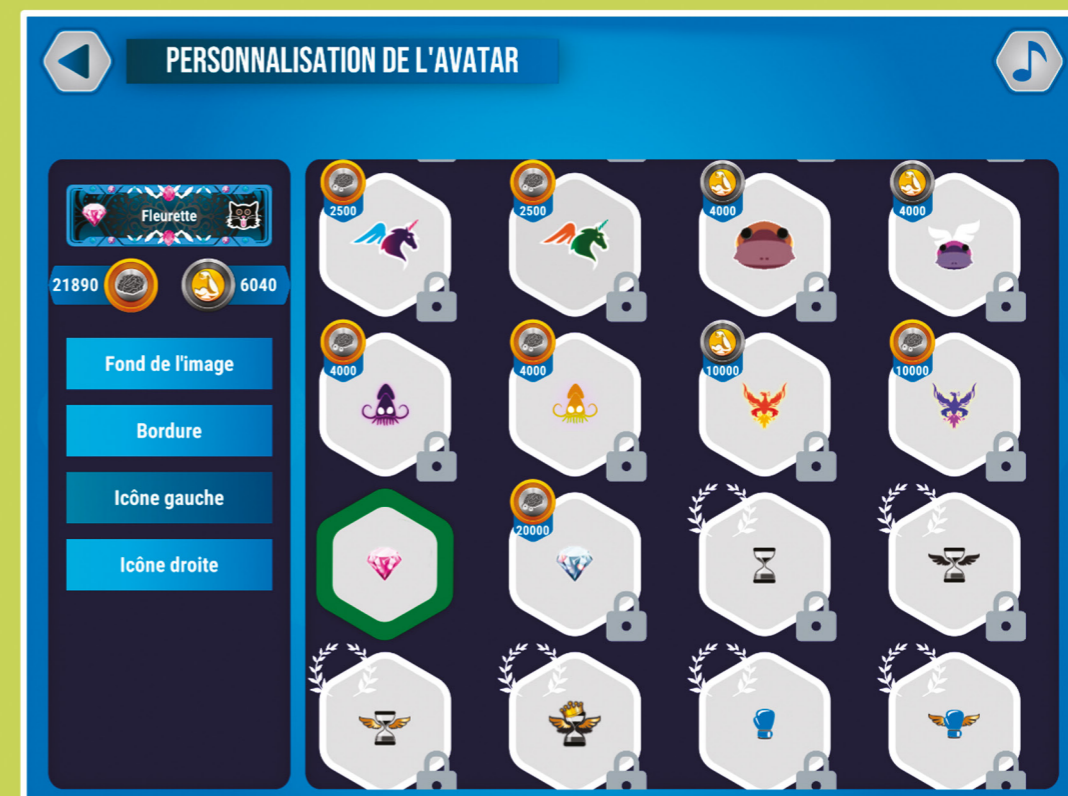 PERSONNALISATION DE L'AVATAR
Fleurette
21890 6040
Fond de l'image
Bordure
Icône gauche
Icône droite
2500 2500 4000 4000
4000 4000 10000 10000
20000